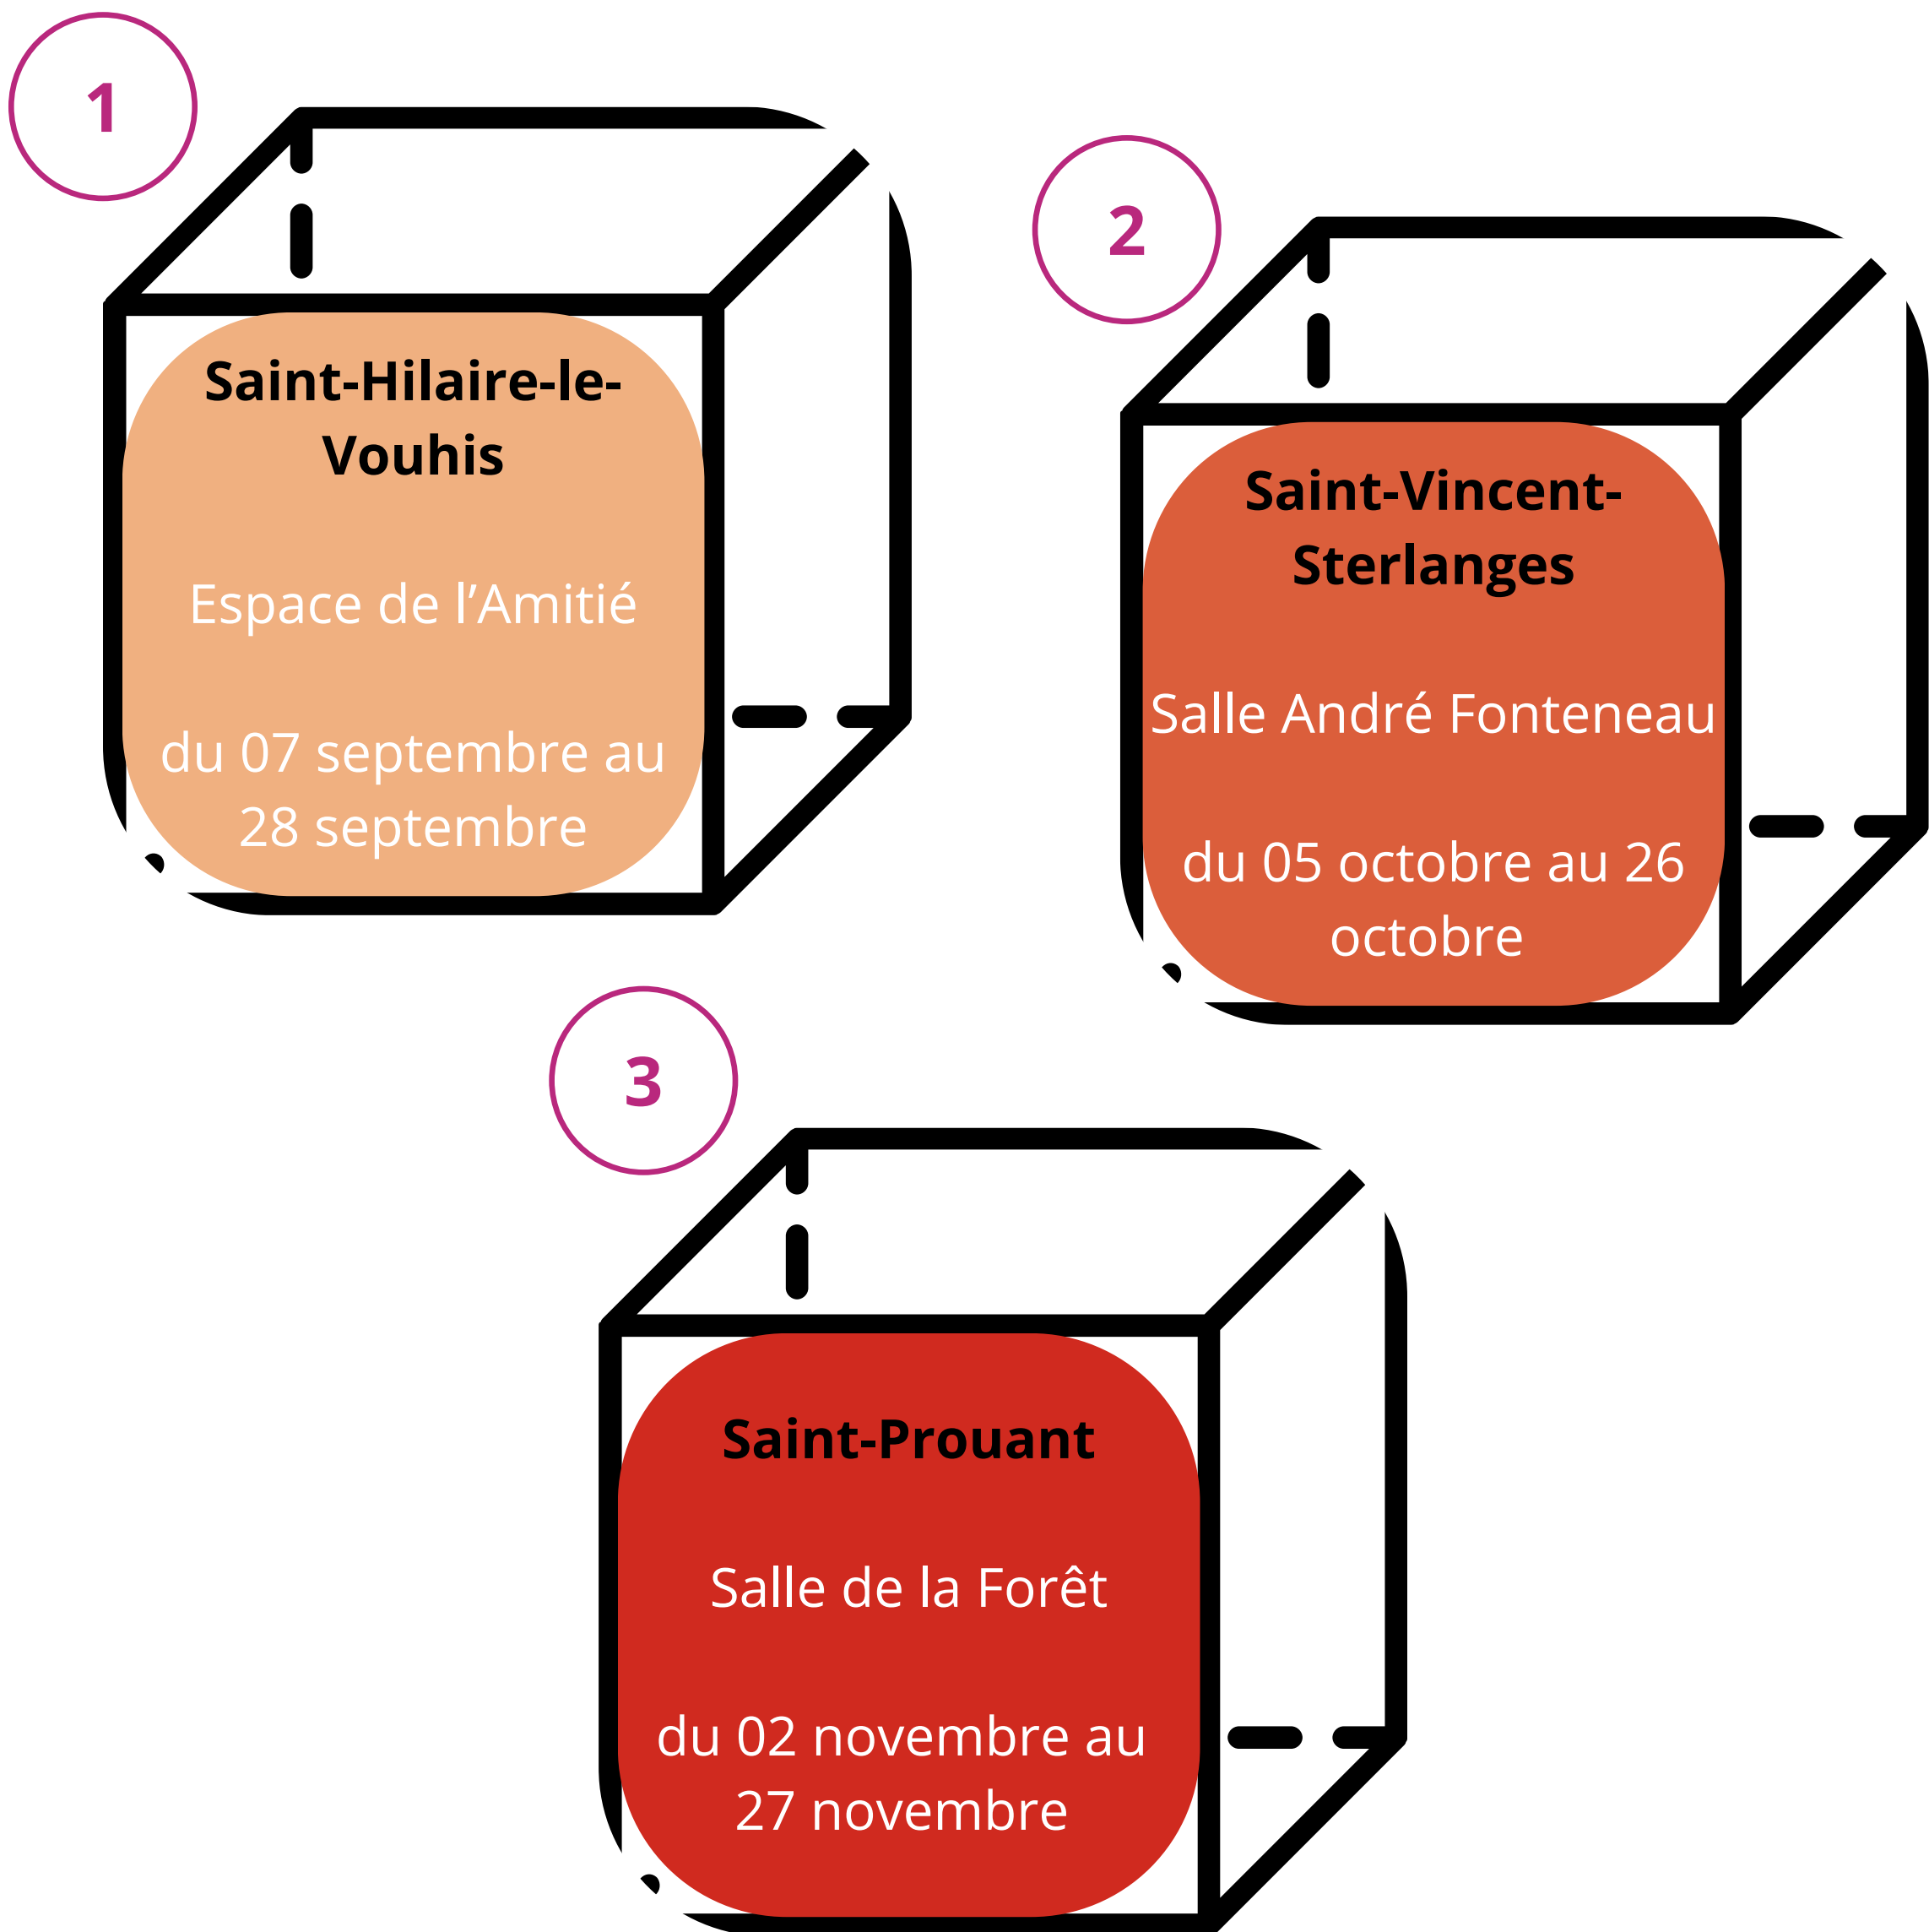 1
Saint-Hilaire-le-
Vouhis
Espace de l'Amitié
du 07 septembre au
28 septembre
2
Saint-Vincent-
Sterlanges
Salle André Fonteneau
du 05 octobre au 26
octobre
3
Saint-Prouant
Salle de la Forêt
du 02 novembre au
27 novembre